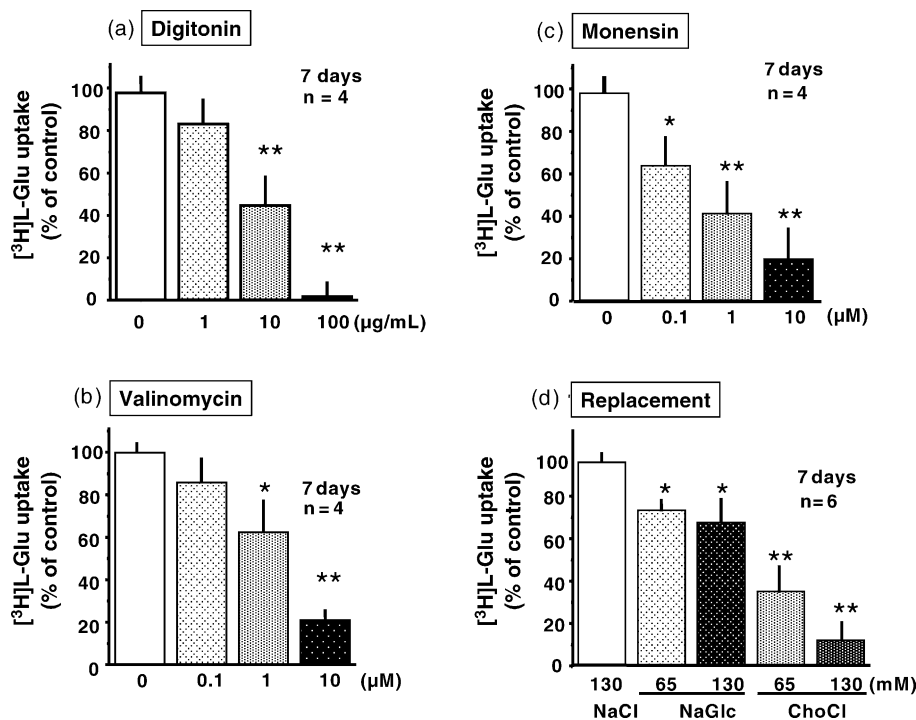 (a) Digitonin
[³H]L-Glu uptake
(% of control)
100
80
60
40
20
0
7 days
n = 4
**
**
0 1 10 100 (µg/mL)
(b) Valinomycin
[³H]L-Glu uptake
(% of control)
100
80
60
40
20
0
7 days
n = 4
*
**
0 0.1 1 10 (µM)
(c) Monensin
[³H]L-Glu uptake
(% of control)
100
80
60
40
20
0
7 days
n = 4
*
**
**
0 0.1 1 10 (µM)
(d) Replacement
[³H]L-Glu uptake
(% of control)
100
80
60
40
20
0
7 days
n = 6
* *
**
**
130 65 130 65 130 (mM)
NaCl NaGlc ChoCl